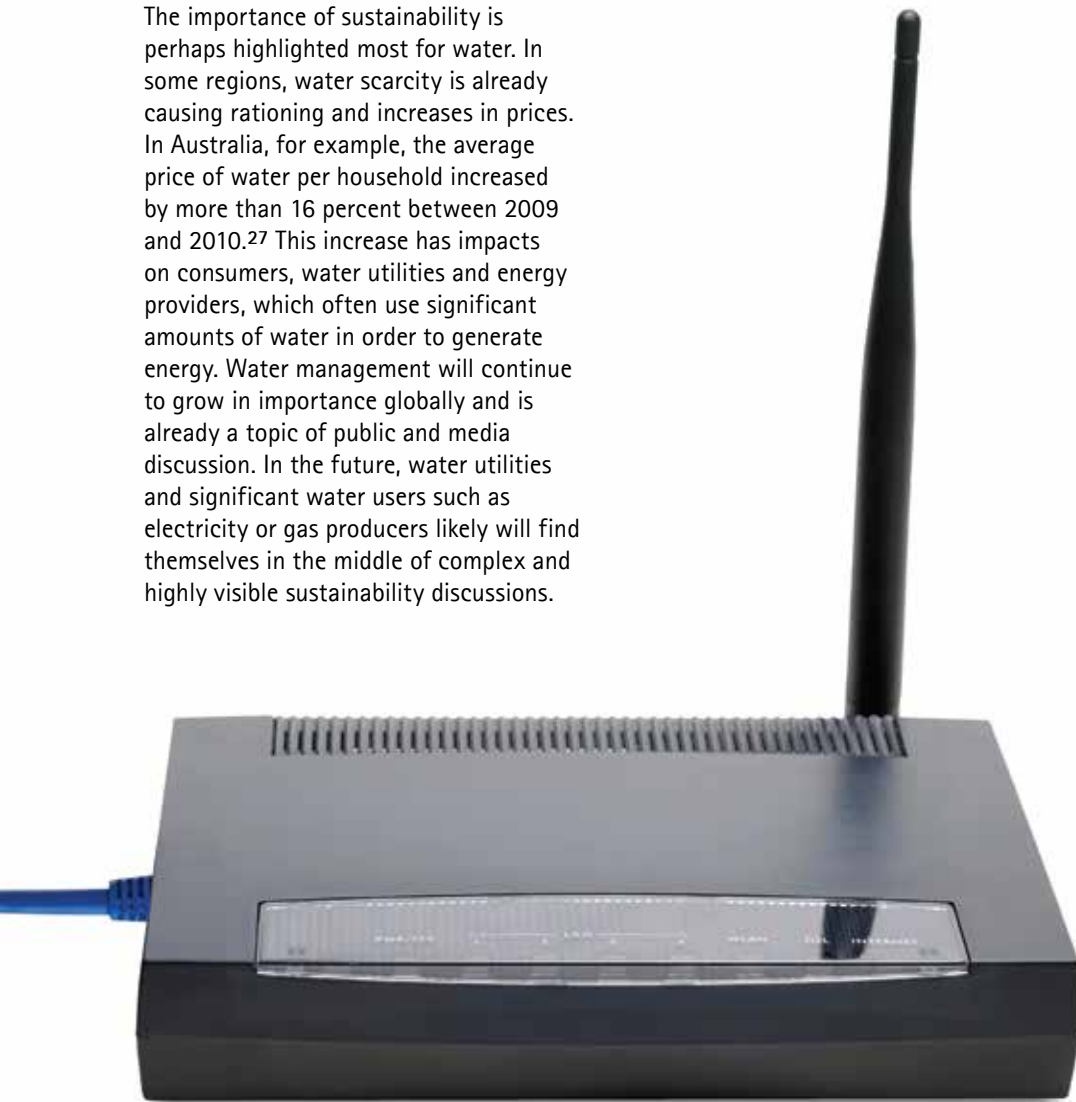 The importance of sustainability is
perhaps highlighted most for water. In
some regions, water scarcity is already
causing rationing and increases in prices.
In Australia, for example, the average
price of water per household increased
by more than 16 percent between 2009
and 2010.27 This increase has impacts
on consumers, water utilities and energy
providers, which often use significant
amounts of water in order to generate
energy. Water management will continue
to grow in importance globally and is
already a topic of public and media
discussion. In the future, water utilities
and significant water users such as
electricity or gas producers likely will find
themselves in the middle of complex and
highly visible sustainability discussions.
LAN WLAN DSL INTERNET